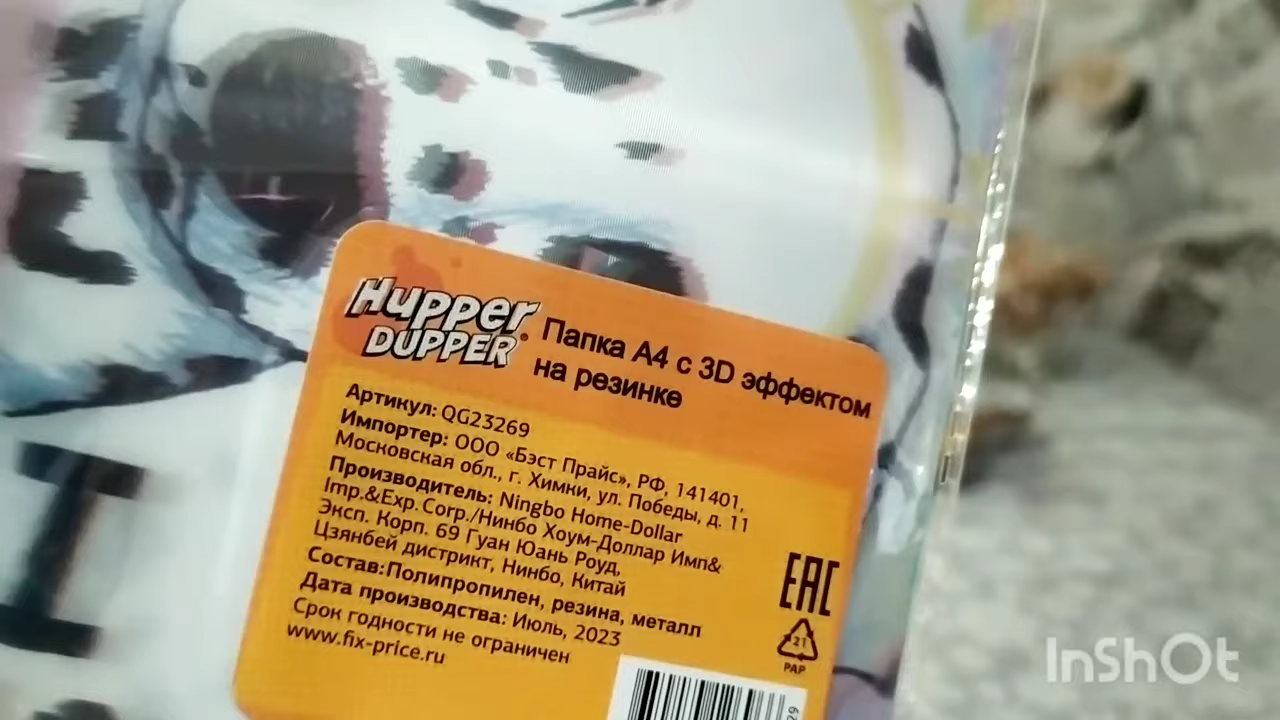 Hupper
DUPPER
Папка А4 с 3D эффектом
на резинке
Артикул: QG23269
Импортер: ООО «Бэст Прайс», РФ, 141401,
Московская обл., г. Химки, ул. Победы, д. 11
Производитель: Ningbo Home-Dollar
Imp.&Exp. Corp./Нинбо Хоум-Доллар Имп&
Эксп. Корп. 69 Гуан Юань Роуд,
Цзянбей дистрикт, Нинбо, Китай
Состав:Полипропилен, резина, металл
Дата производства: Июль, 2023
Срок годности не ограничен
www.fix-price.ru
EAC
21
PAP
InShOt